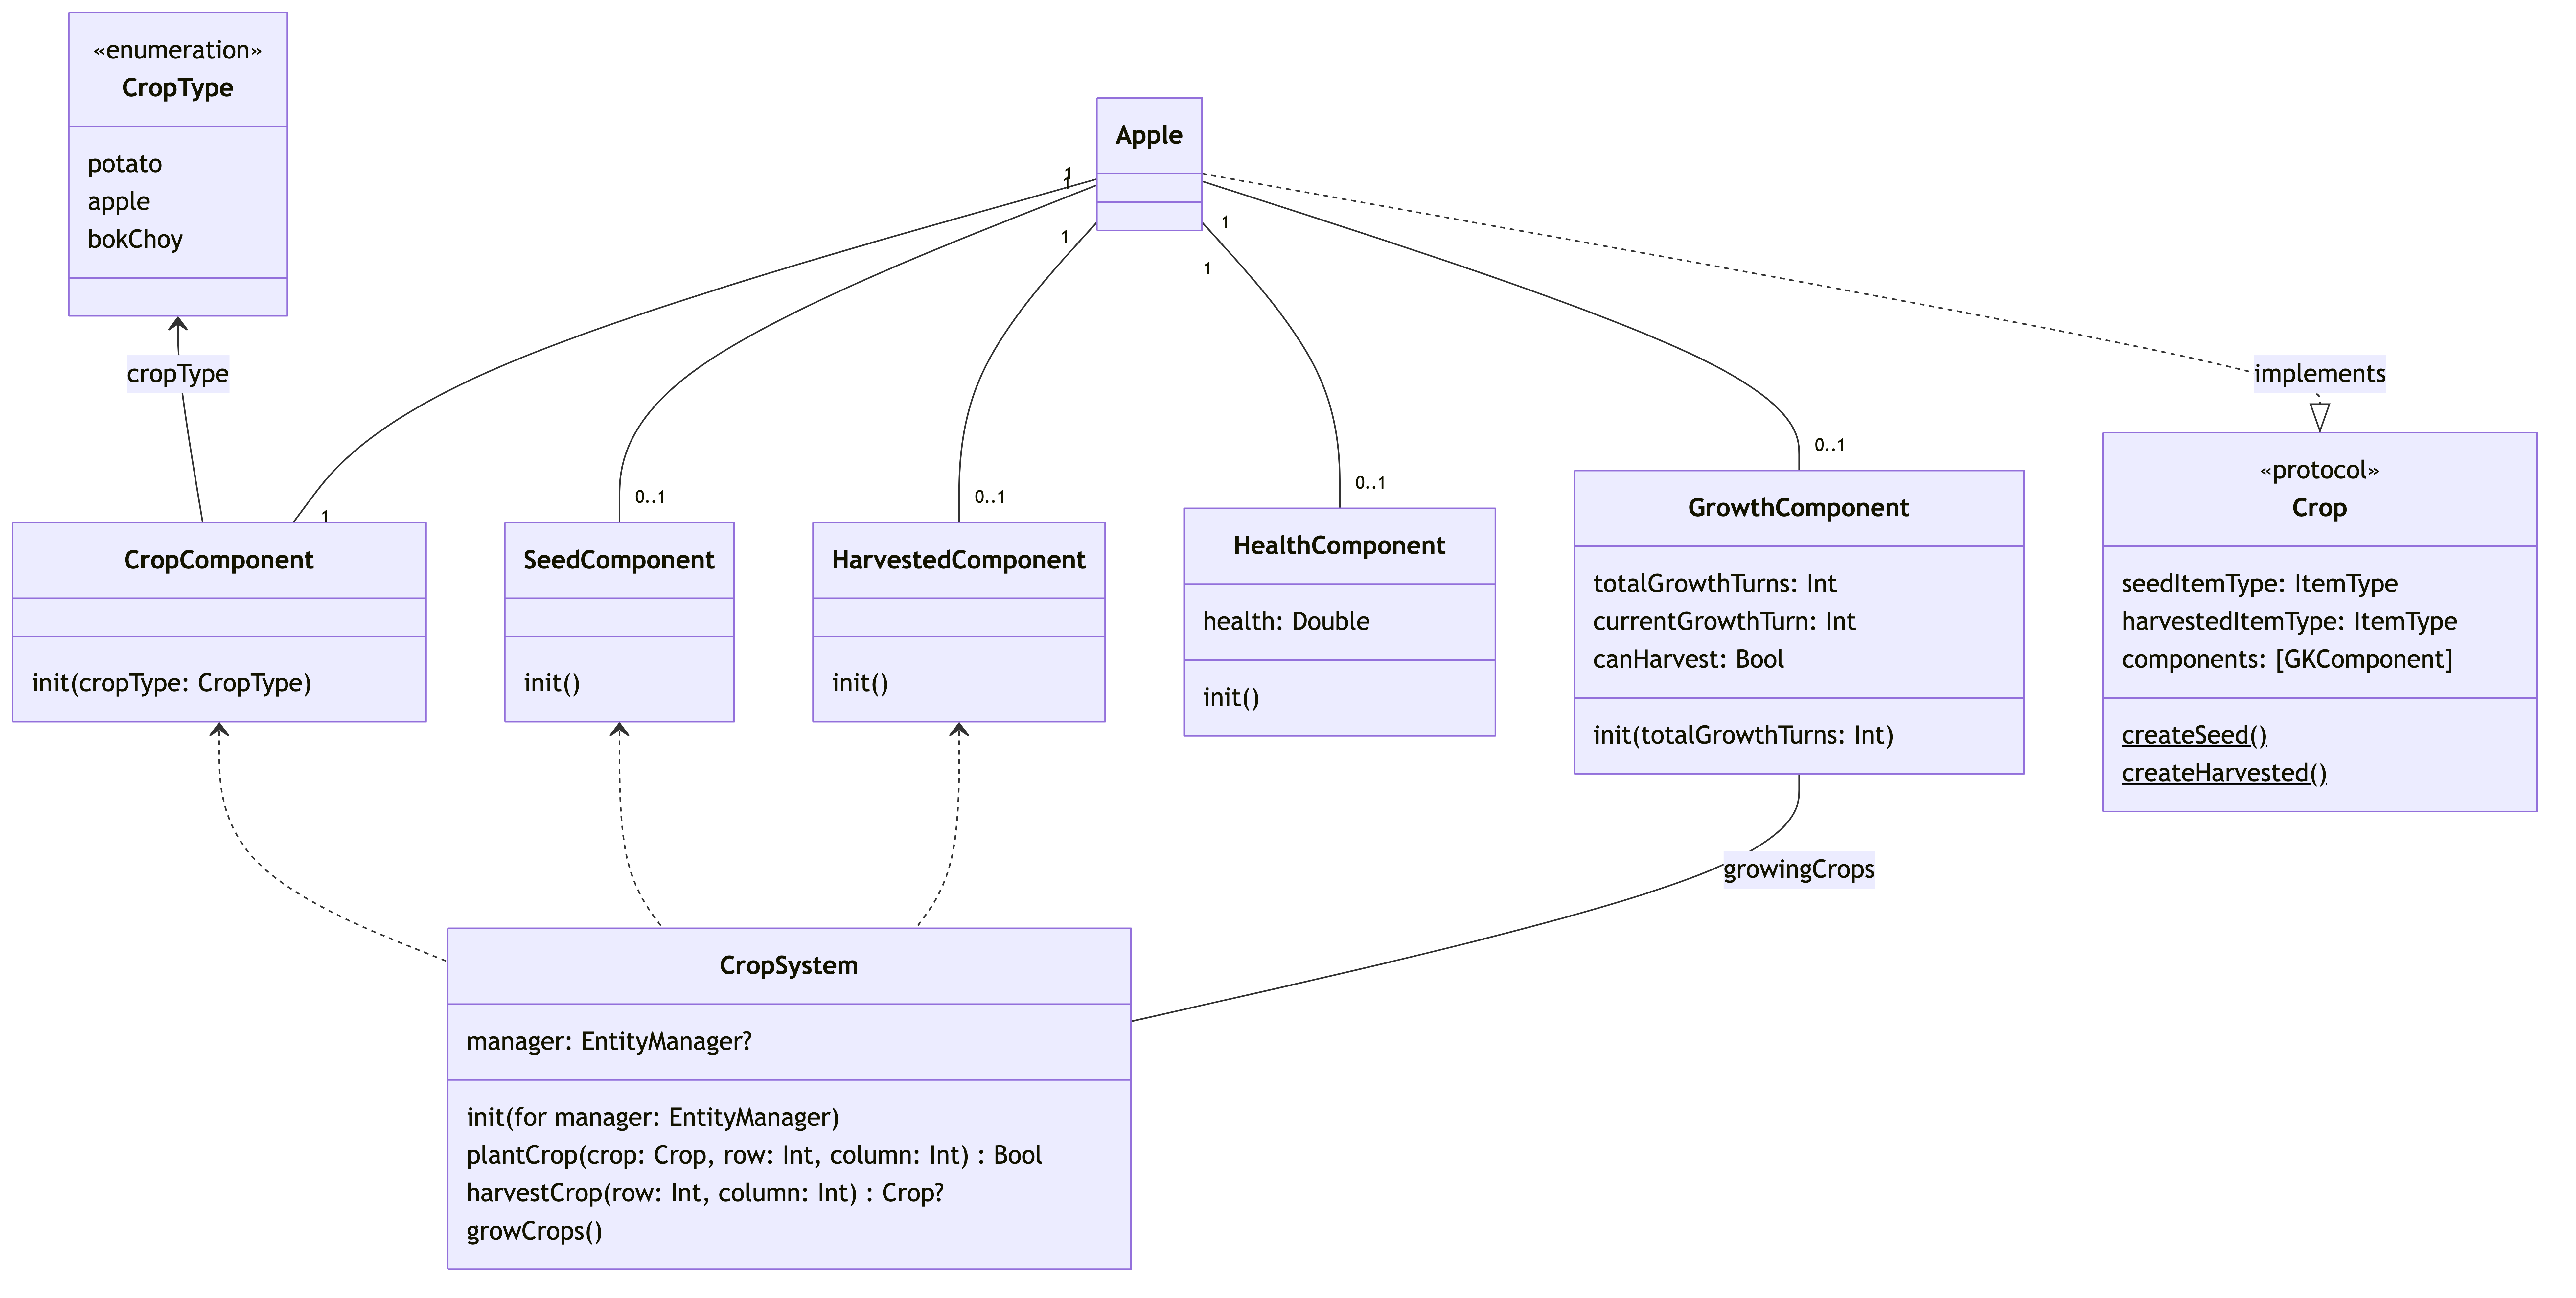 «enumeration»
CropType
potato
apple
bokChoy
Apple
1
1
1
1
1
cropType
implements
1
0..1
0..1
0..1
0..1
CropComponent
init(cropType: CropType)
SeedComponent
init()
HarvestedComponent
init()
HealthComponent
health: Double
init()
GrowthComponent
totalGrowthTurns: Int
currentGrowthTurn: Int
canHarvest: Bool
init(totalGrowthTurns: Int)
«protocol»
Crop
seedItemType: ItemType
harvestedItemType: ItemType
components: [GKComponent]
createSeed()
createHarvested()
growingCrops
CropSystem
manager: EntityManager?
init(for manager: EntityManager)
plantCrop(crop: Crop, row: Int, column: Int) : Bool
harvestCrop(row: Int, column: Int) : Crop?
growCrops()